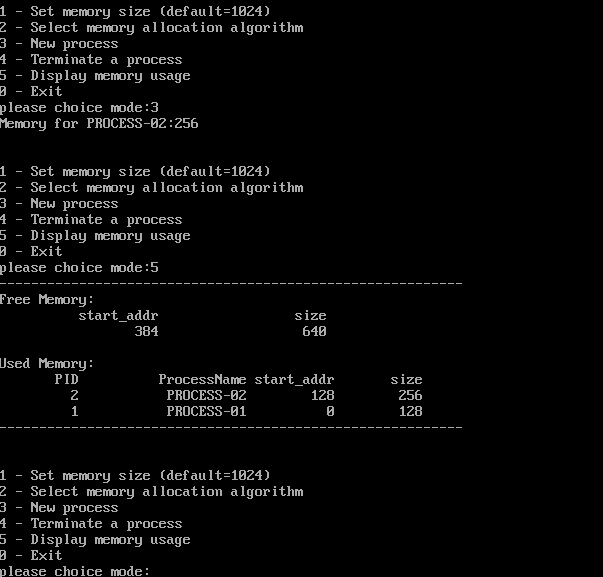 1 - Set memory size (default=1024)
2 - Select memory allocation algorithm
3 - New process
4 - Terminate a process
5 - Display memory usage
0 - Exit
please choice mode:3
Memory for PROCESS-02:256
1 - Set memory size (default=1024)
2 - Select memory allocation algorithm
3 - New process
4 - Terminate a process
5 - Display memory usage
0 - Exit
please choice mode:5
----------------------------------------------------------
Free Memory:
start_addr size
384 640
Used Memory:
PID ProcessName start_addr size
2 PROCESS-02 128 256
1 PROCESS-01 0 128
----------------------------------------------------------
1 - Set memory size (default=1024)
2 - Select memory allocation algorithm
3 - New process
4 - Terminate a process
5 - Display memory usage
0 - Exit
please choice mode: